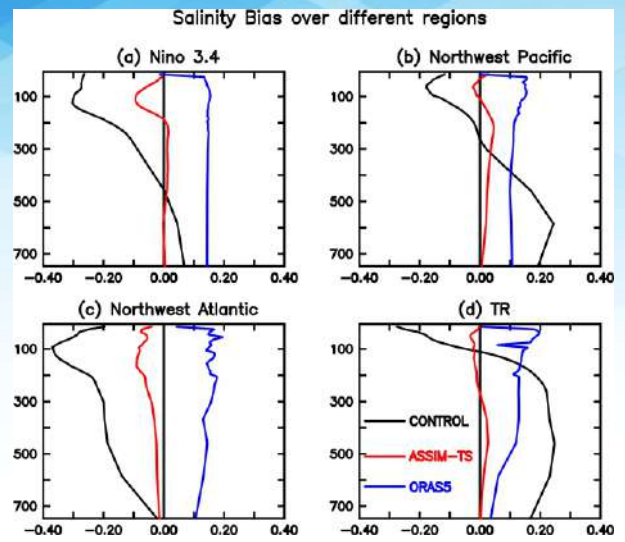 Salinity Bias over different regions
(a) Nino 3.4
100
300
500
700
−0.40 −0.20 0.00 0.20 0.40
(b) Northwest Pacific
100
300
500
700
−0.40 −0.20 0.00 0.20 0.40
(c) Northwest Atlantic
100
300
500
700
−0.40 −0.20 0.00 0.20 0.40
(d) TR
100
300
500
700
CONTROL
ASSIM−TS
ORAS5
−0.40 −0.20 0.00 0.20 0.40